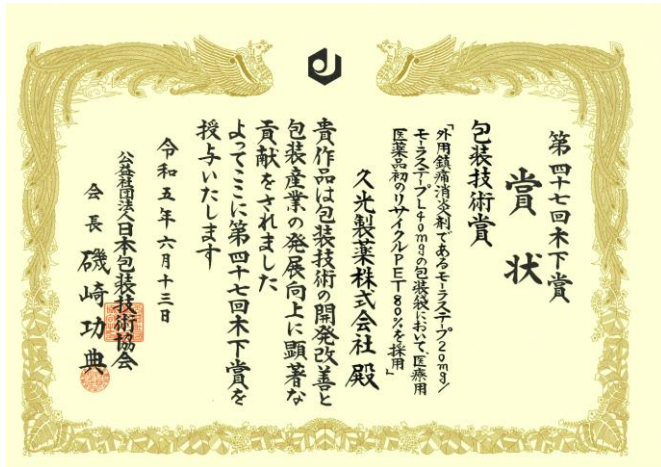 第四十七回木下賞
賞状
包装技術賞
「外用鎮痛消炎剤であるモーラステープ20mg/
モーラステープL40mgの包装袋において、医療用
医薬品初のリサイクルPET80%を採用」
久光製薬株式会社 殿
貴作品は包装技術の開発改善と
包装産業の発展向上に顕著な
貢献をされました
よってここに第四十七回木下賞を
授与いたします
令和五年六月十三日
公益社団法人日本包装技術協会
会長 磯崎功典